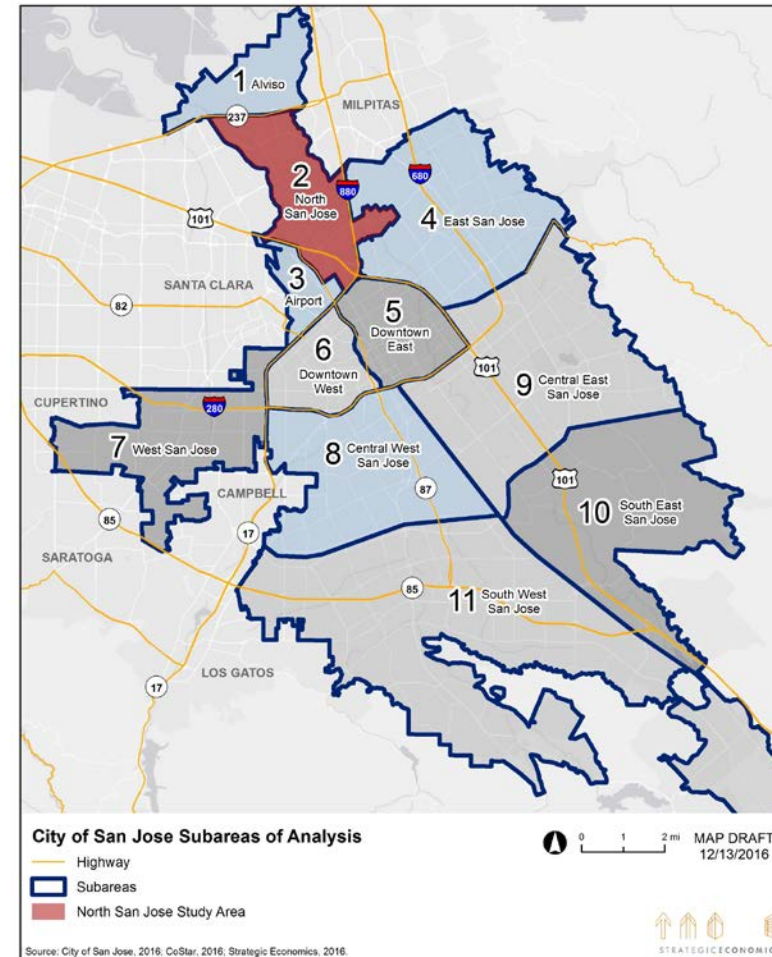 1 Alviso
237
MILPITAS
2
North
San Jose
880
680
101
4 East San Jose
SANTA CLARA
3
Airport
82
5
Downtown
East
6
Downtown
West
101
9 Central East
San Jose
CUPERTINO
280
7 West San Jose
8 Central West
San Jose
CAMPBELL
87
101
10 South East
San Jose
85
17
SARATOGA
85
11 South West
San Jose
LOS GATOS
17
City of San Jose Subareas of Analysis
Highway
Subareas
North San Jose Study Area
0 1 2 mi
MAP DRAFT
12/13/2016
Source: City of San Jose, 2016; CoStar, 2016; Strategic Economics, 2016.
STRATEGICECONOMIC